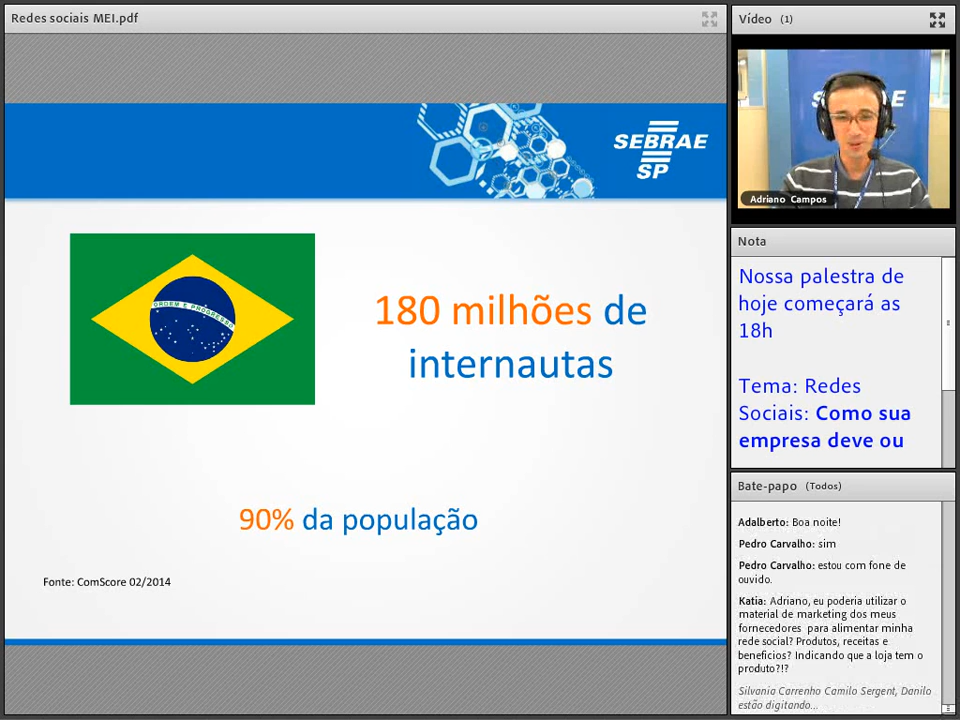 Redes sociais MEI.pdf
SEBRAE
SP
ORDEM E PROGRESSO
180 milhões de
internautas
90% da população
Fonte: ComScore 02/2014
Vídeo (1)
Adriano Campos
Nota
Nossa palestra de
hoje começará as
18h
Tema: Redes
Sociais: Como sua
empresa deve ou
Bate-papo (Todos)
Adalberto: Boa noite!
Pedro Carvalho: sim
Pedro Carvalho: estou com fone de
ouvido.
Katia: Adriano, eu poderia utilizar o
material de marketing dos meus
fornecedores para alimentar minha
rede social? Produtos, receitas e
beneficios? Indicando que a loja tem o
produto?!?
Silvania Carrenho Camilo Sergent, Danilo
estão digitando...